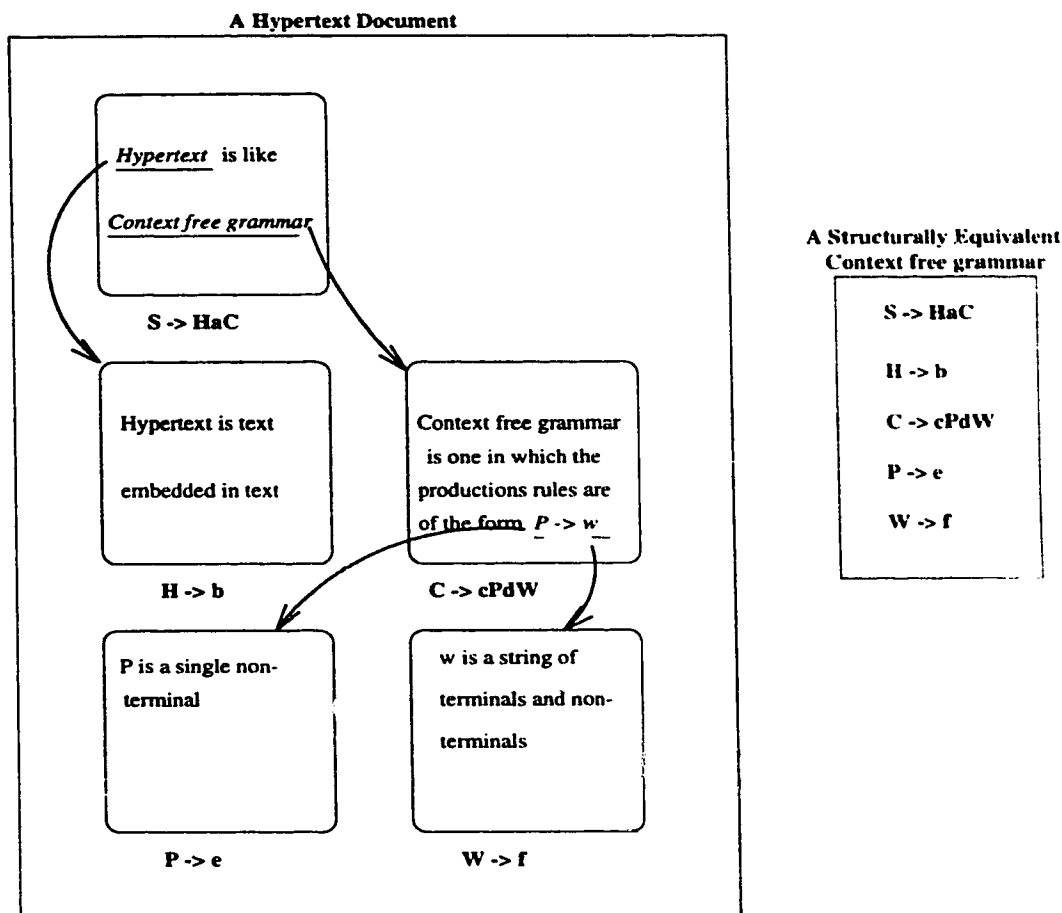 A Hypertext Document
Hypertext is like
Context free grammar
S -> HaC
Hypertext is text
embedded in text
H -> b
Context free grammar
is one in which the
productions rules are
of the form P -> w
C -> cPdW
P is a single non-
terminal
P -> e
w is a string of
terminals and non-
terminals
W -> f
A Structurally Equivalent
Context free grammar
S -> HaC
H -> b
C -> cPdW
P -> e
W -> f